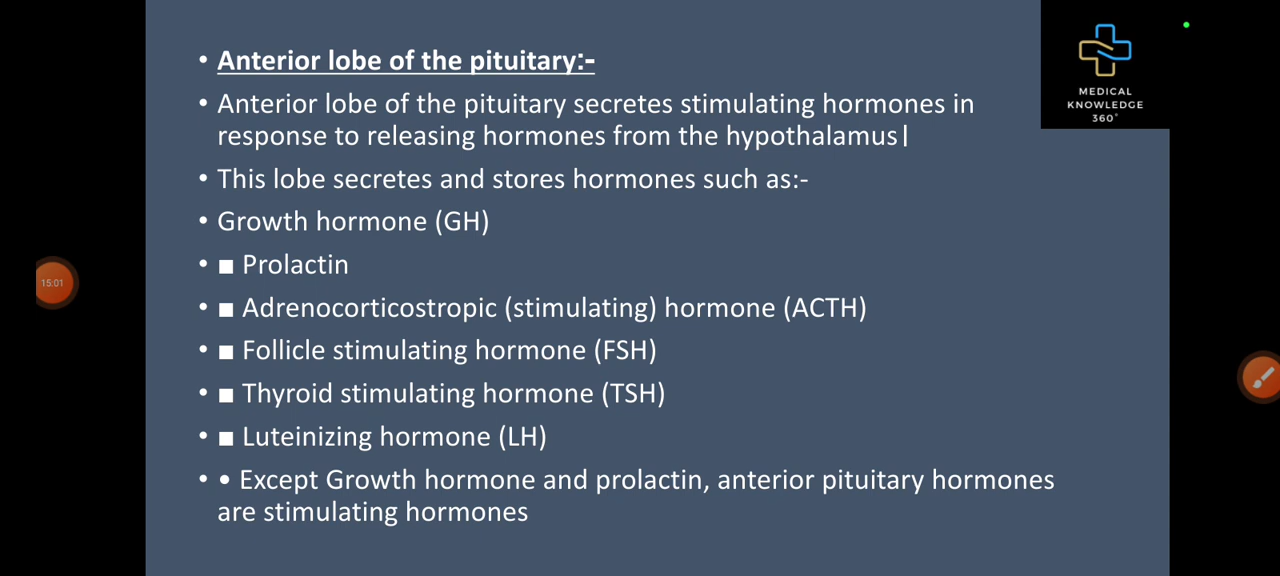 • Anterior lobe of the pituitary:-
• Anterior lobe of the pituitary secretes stimulating hormones in
response to releasing hormones from the hypothalamus|
• This lobe secretes and stores hormones such as:-
• Growth hormone (GH)
• ■ Prolactin
• ■ Adrenocorticostropic (stimulating) hormone (ACTH)
• ■ Follicle stimulating hormone (FSH)
• ■ Thyroid stimulating hormone (TSH)
• ■ Luteinizing hormone (LH)
• • Except Growth hormone and prolactin, anterior pituitary hormones
are stimulating hormones
MEDICAL
KNOWLEDGE
360°
15:01